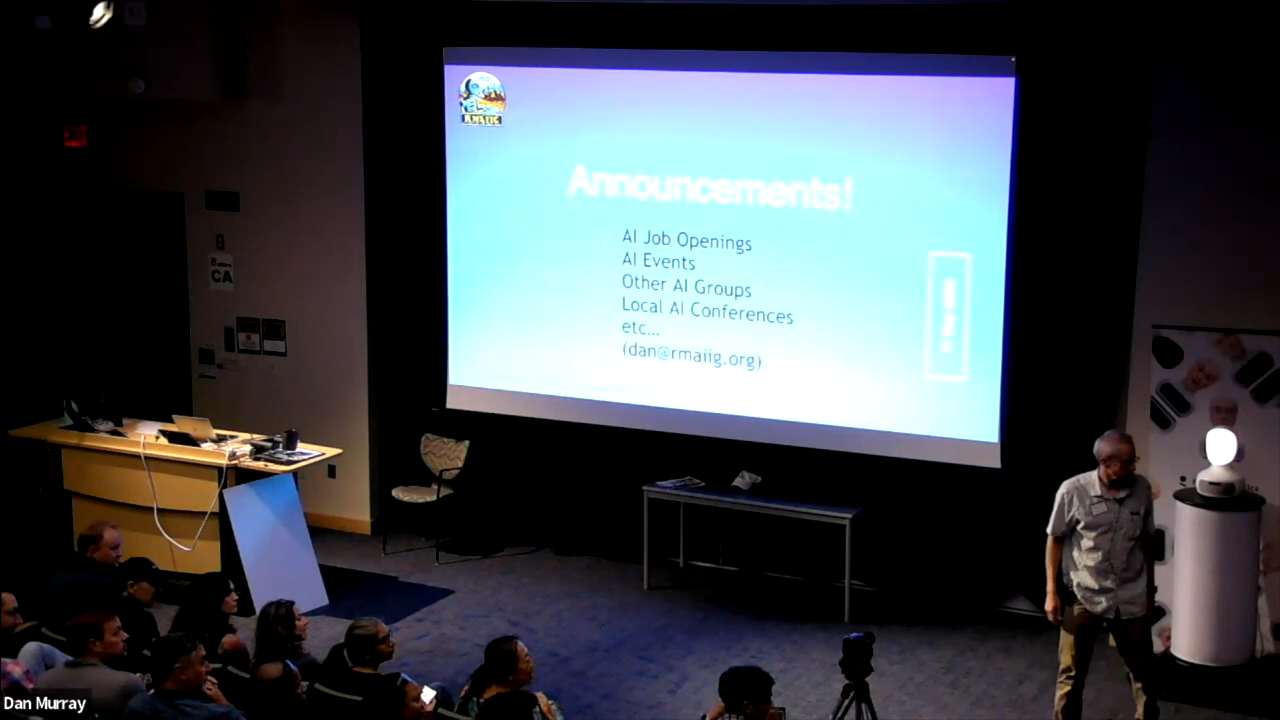 RMAIIG
Announcements!
AI Job Openings
AI Events
Other AI Groups
Local AI Conferences
etc...
(dan@rmaiig.org)
CA
Dan Murray